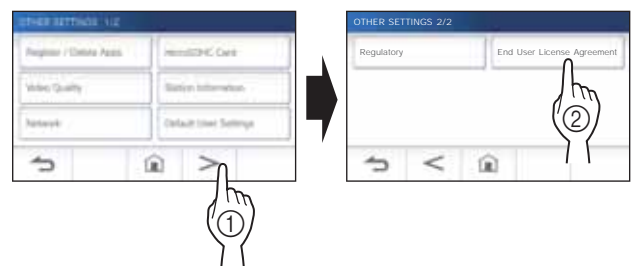 OTHER SETTINGS 1/2
Register / Delete Apps
microSDHC Card
Video Quality
Station Information
Network
Default User Settings
1
OTHER SETTINGS 2/2
Regulatory
End User License Agreement
2